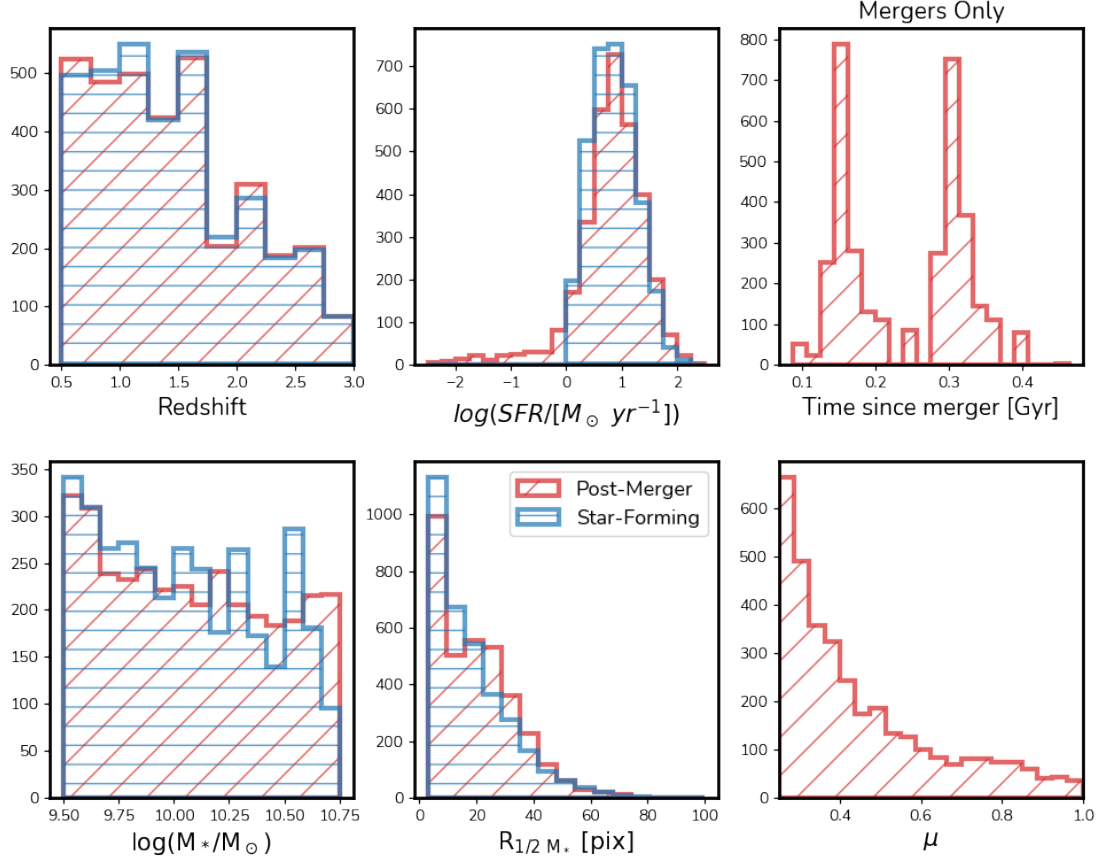 Mergers Only
500
400
300
200
100
0
0.5 1.0 1.5 2.0 2.5 3.0
Redshift
700
600
500
400
300
200
100
0
−2 −1 0 1 2
log(SFR/[M⊙ yr⁻¹])
800
700
600
500
400
300
200
100
0
0.1 0.2 0.3 0.4
Time since merger [Gyr]
350
300
250
200
150
100
50
0
9.50 9.75 10.00 10.25 10.50 10.75
log(M*/M⊙)
Post-Merger
Star-Forming
1000
800
600
400
200
0
0 20 40 60 80 100
R1/2 M* [pix]
600
500
400
300
200
100
0
0.4 0.6 0.8 1.0
μ